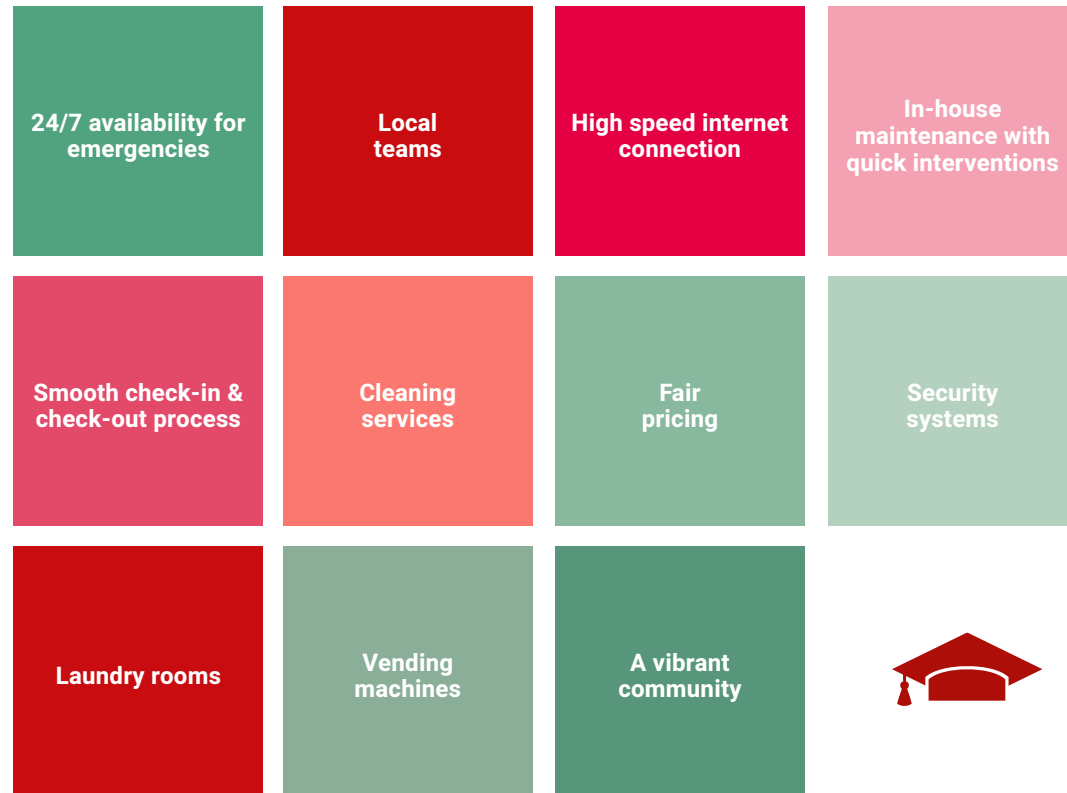 24/7 availability for
emergencies
Local
teams
High speed internet
connection
In-house
maintenance with
quick interventions
Smooth check-in &
check-out process
Cleaning
services
Fair
pricing
Security
systems
Laundry rooms
Vending
machines
A vibrant
community